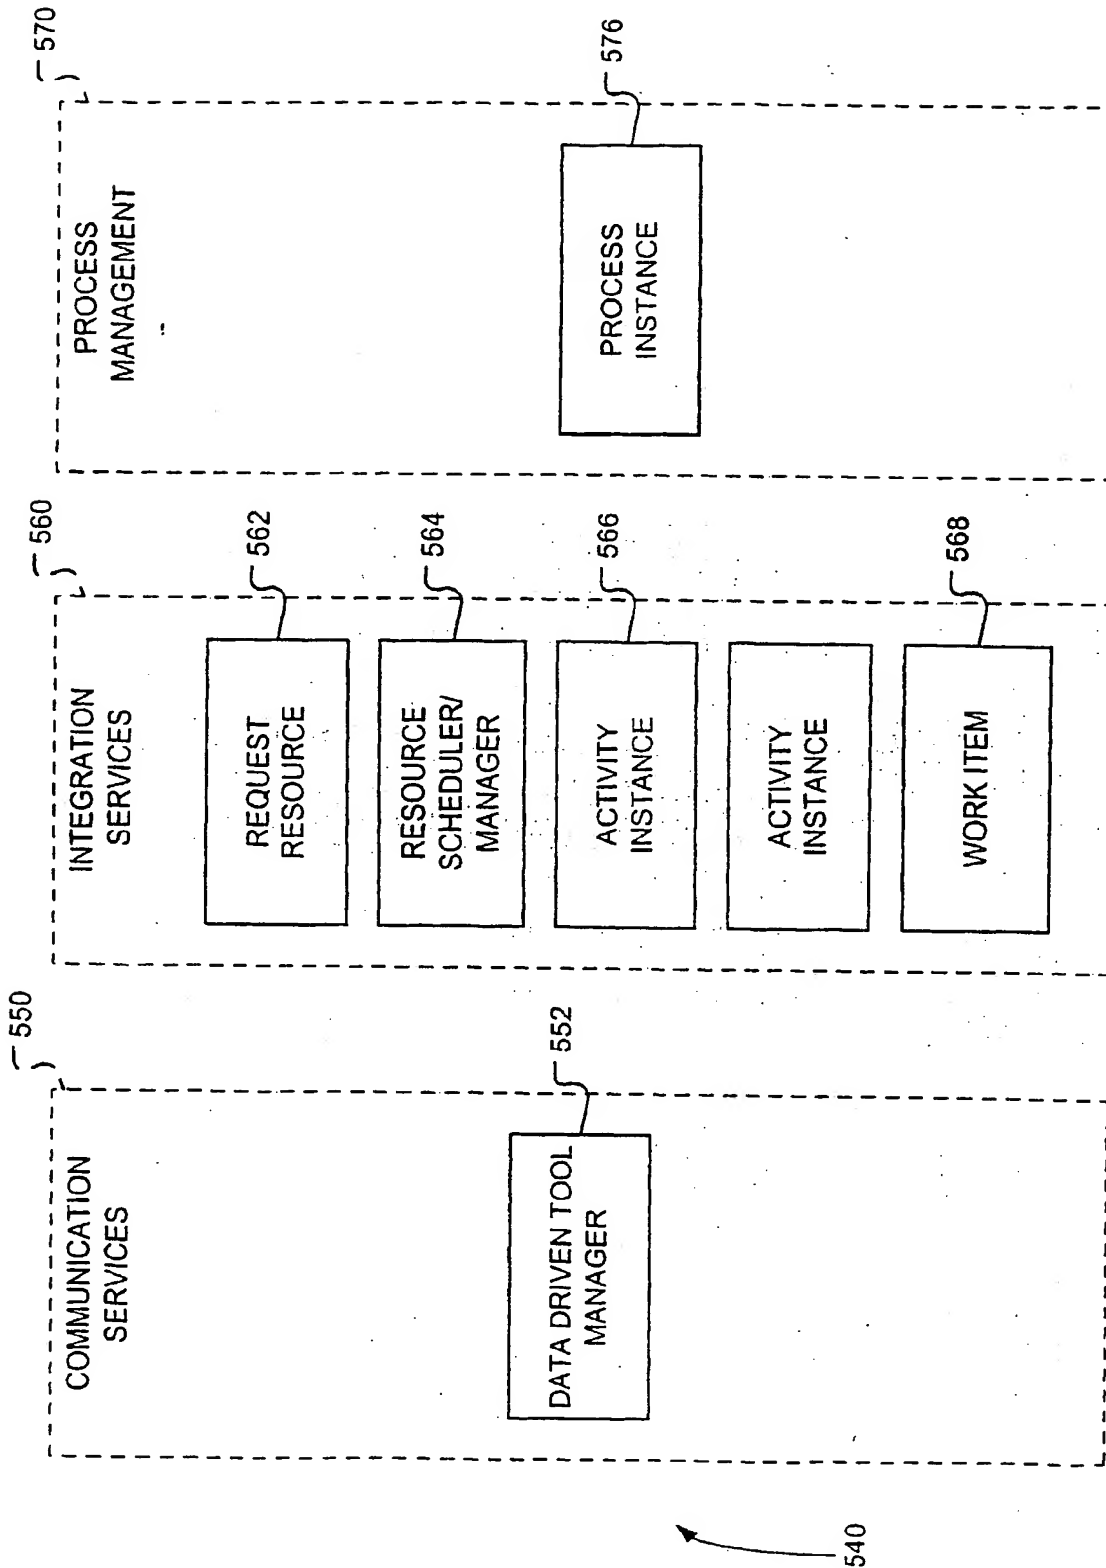 COMMUNICATION
SERVICES
550
DATA DRIVEN TOOL
MANAGER
552
INTEGRATION
SERVICES
560
REQUEST
RESOURCE
562
RESOURCE
SCHEDULER/
MANAGER
564
ACTIVITY
INSTANCE
566
ACTIVITY
INSTANCE
WORK ITEM
568
PROCESS
MANAGEMENT
570
PROCESS
INSTANCE
576
540